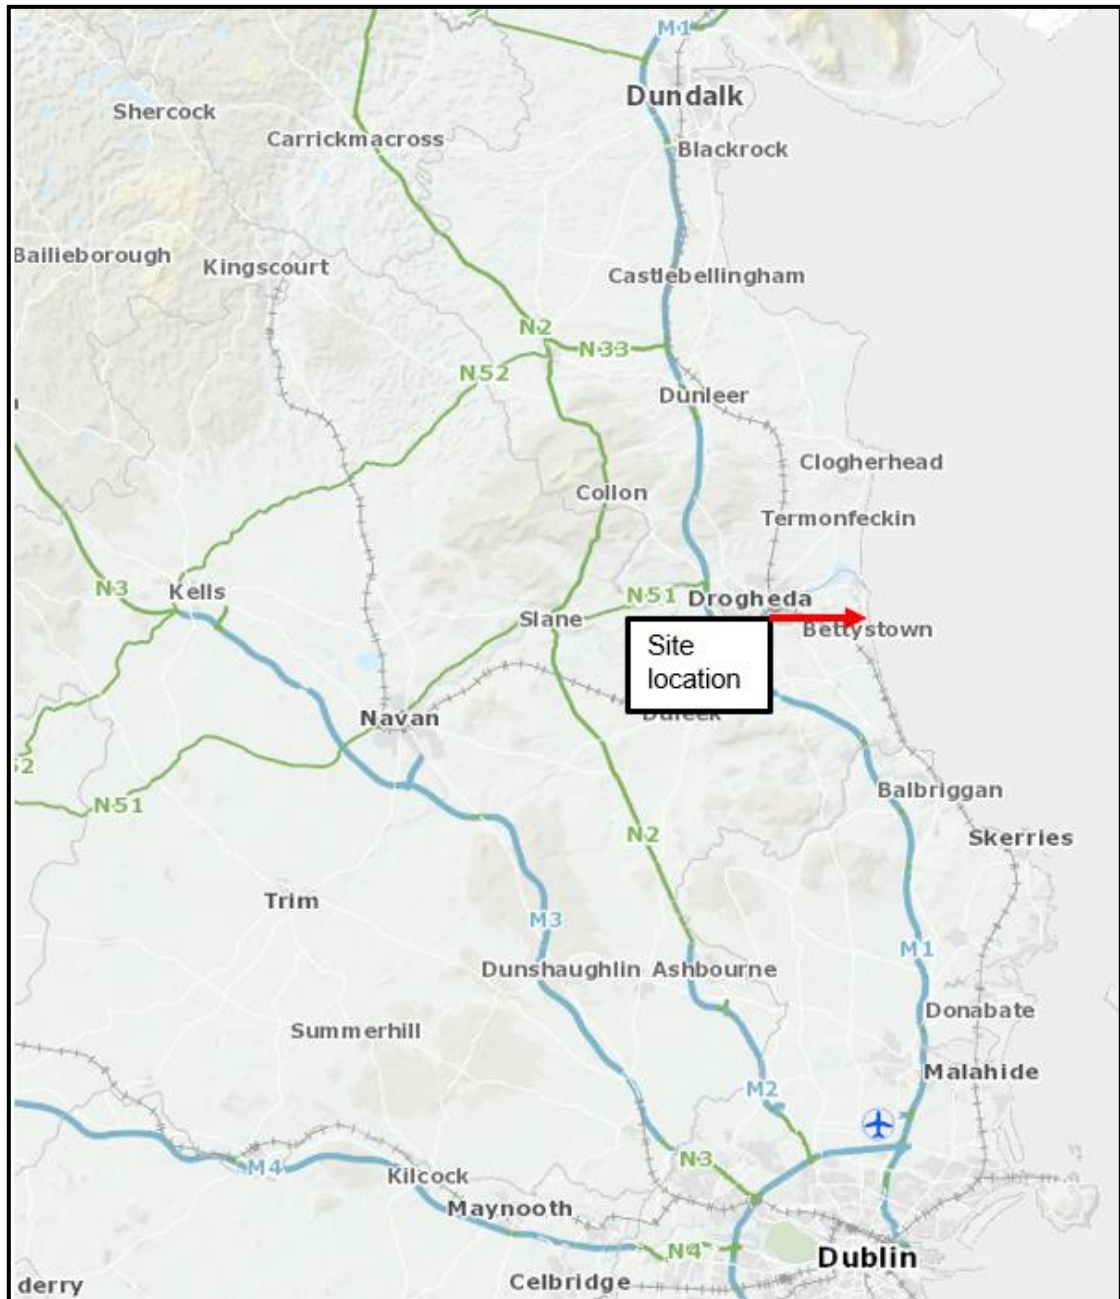 M1
Dundalk
Shercock
Carrickmacross
Blackrock
Bailieborough
Kingscourt
Castlebellingham
N2
N33
N52
Dunleer
Clogherhead
Collon
Termonfeckin
N3
Kells
N51
Drogheda
Slane
Bettystown
Site
location
Navan
Duleek
52
N51
Balbriggan
N2
Skerries
Trim
M3
M1
Dunshaughlin
Ashbourne
Donabate
Summerhill
Malahide
M2
N3
M4
Kilcock
Maynooth
N4
Dublin
Celbridge
derry